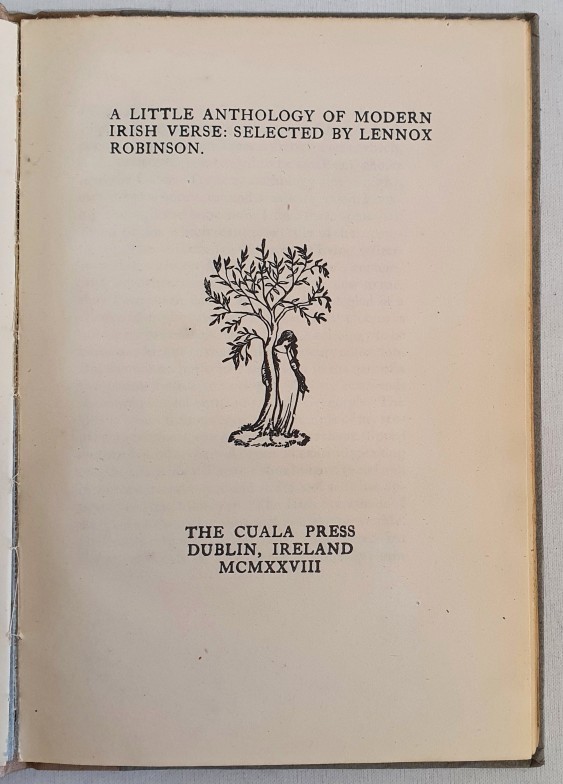 A LITTLE ANTHOLOGY OF MODERN
IRISH VERSE: SELECTED BY LENNOX
ROBINSON.
THE CUALA PRESS
DUBLIN, IRELAND
MCMXXVIII